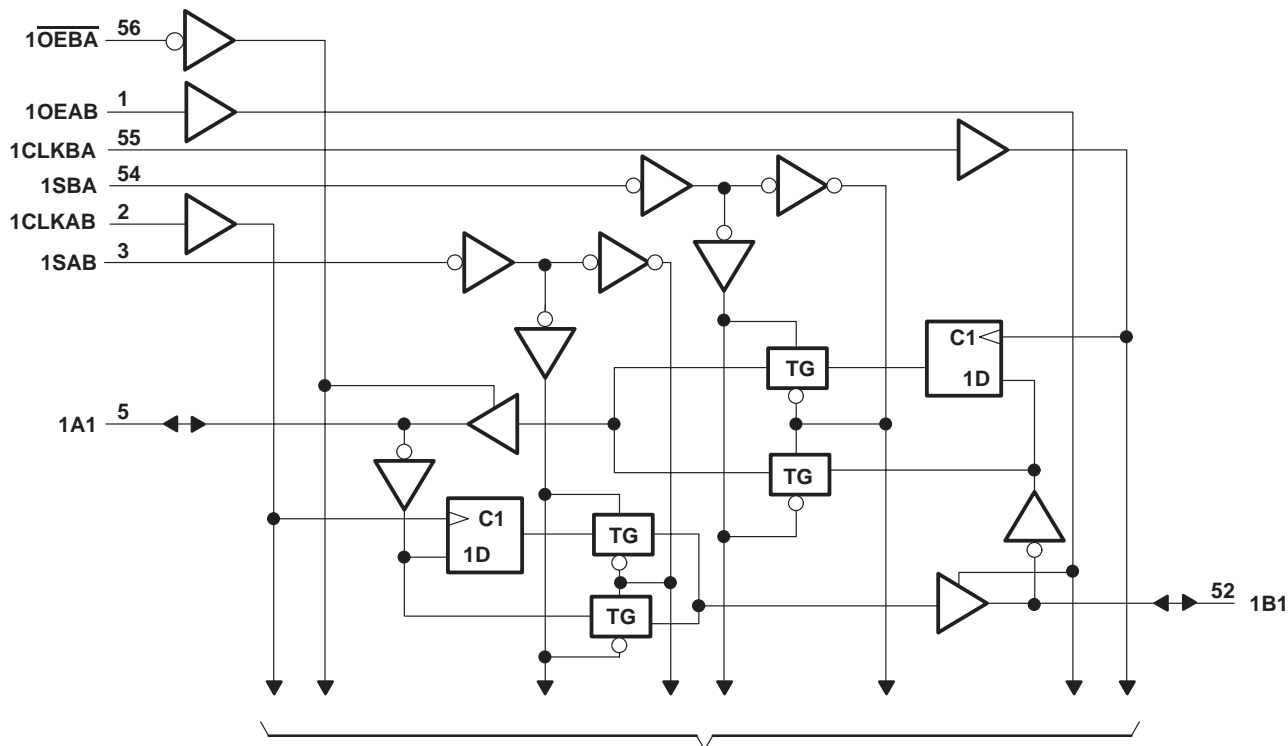 1O̅E̅B̅A̅ 56
1OEAB 1
1CLKBA 55
1SBA 54
1CLKAB 2
1SAB 3
C1
TG
1D
1A1 5
TG
C1
TG
1D
TG
52 1B1